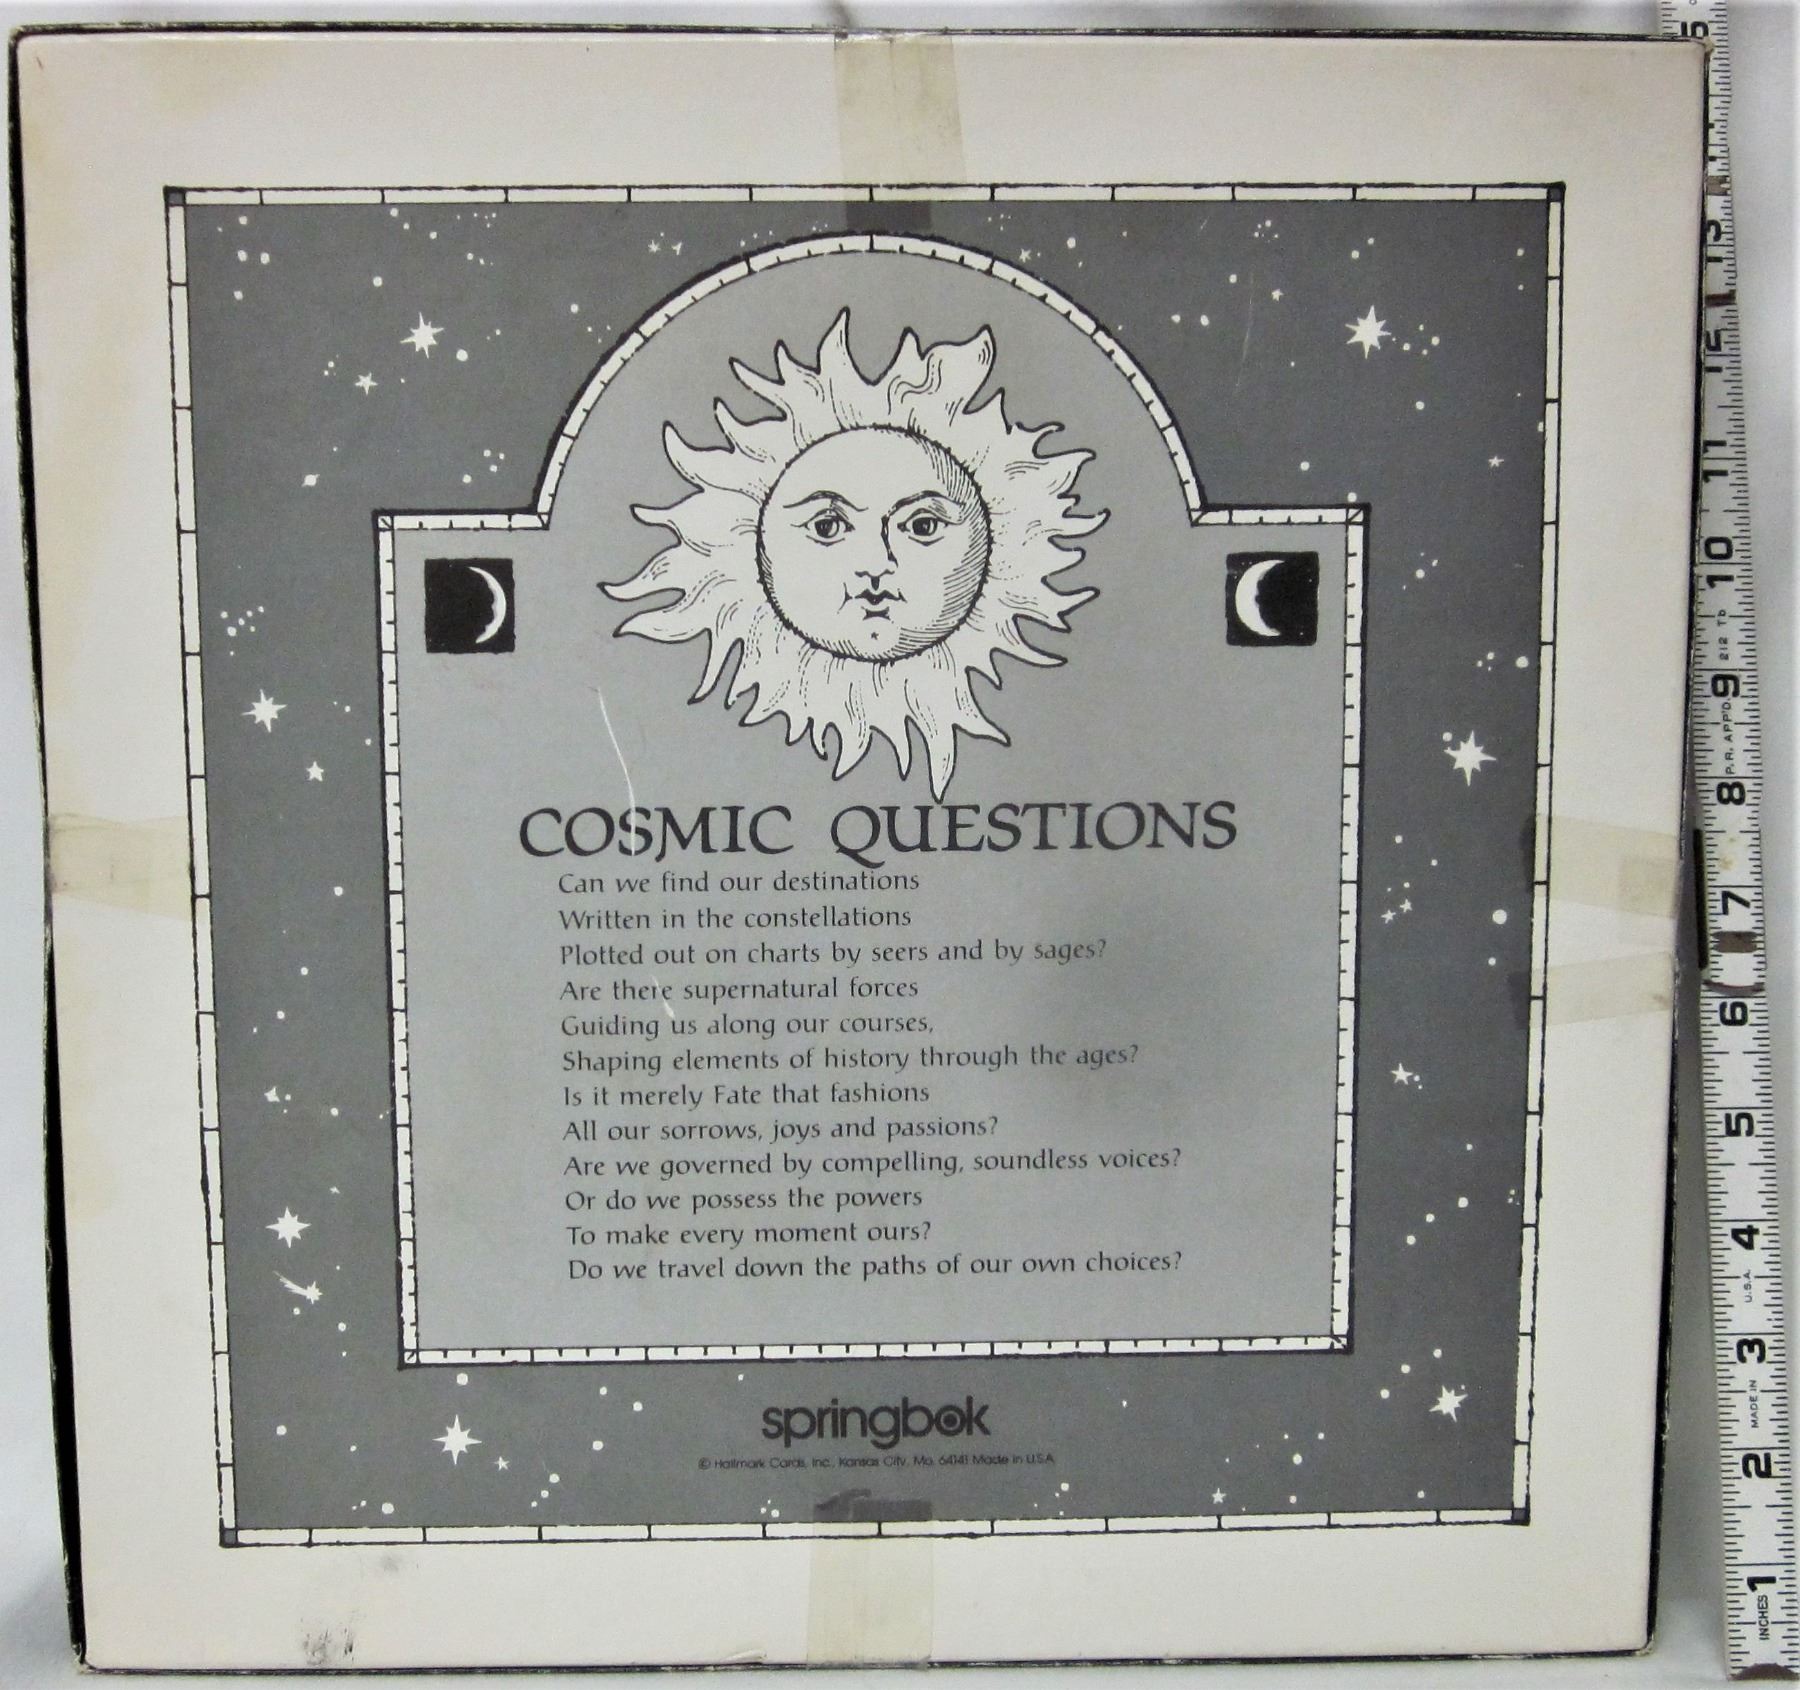 COSMIC QUESTIONS
Can we find our destinations
Written in the constellations
Plotted out on charts by seers and by sages?
Are there supernatural forces
Guiding us along our courses,
Shaping elements of history through the ages?
Is it merely Fate that fashions
All our sorrows, joys and passions?
Are we governed by compelling, soundless voices?
Or do we possess the powers
To make every moment ours?
Do we travel down the paths of our own choices?
springbok
© Hallmark Cards, Inc., Kansas City, Mo. 64141 Made in U.S.A.
11
10
212 Tb
9
P.R. APP'D.
8
7
6
5
4
U.S.A.
3
MADE IN
2
1
INCHES